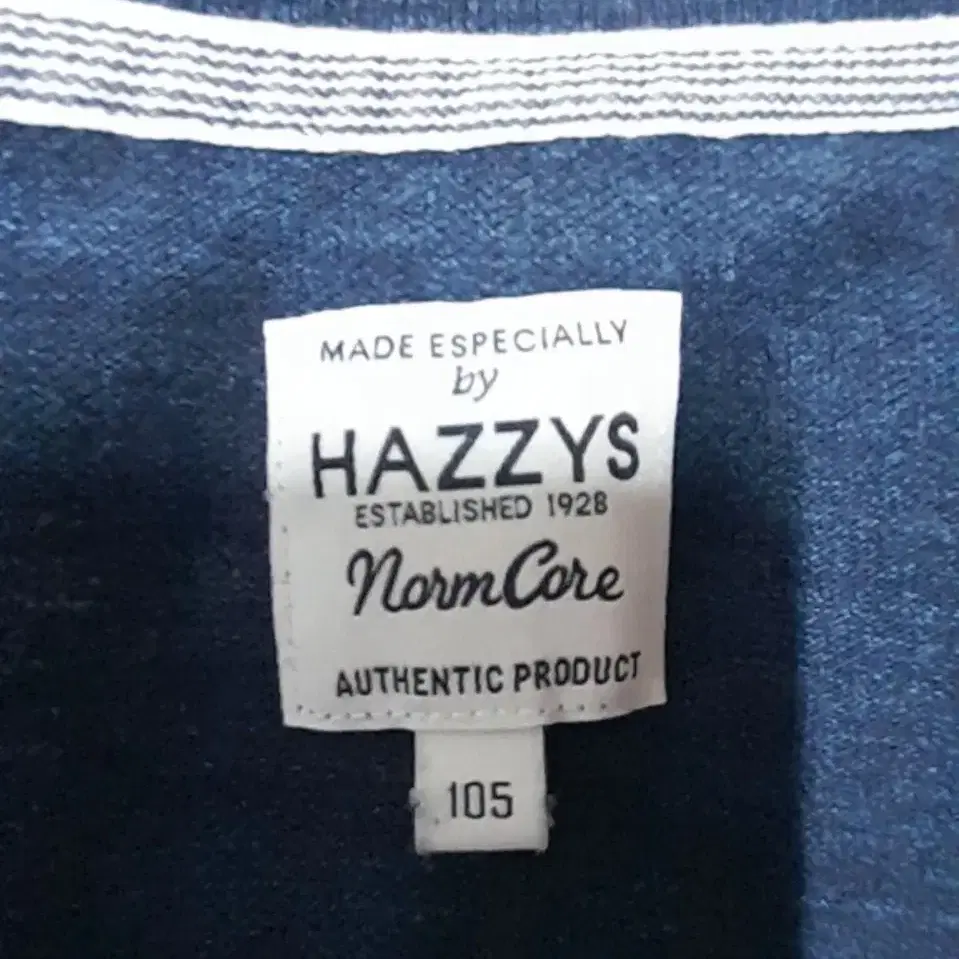 MADE ESPECIALLY
by
HAZZYS
ESTABLISHED 1928
NormCore
AUTHENTIC PRODUCT
105